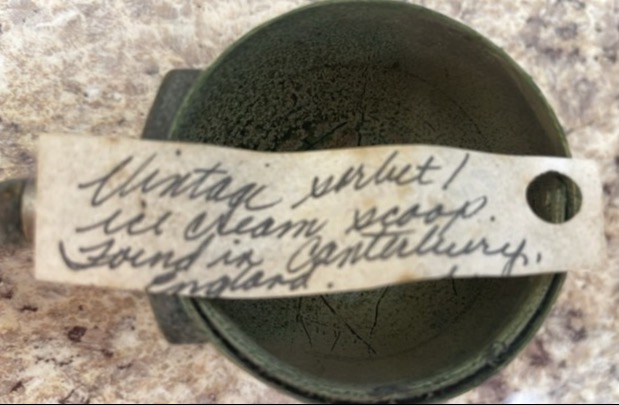 Vintage sorbet/
ice cream scoop.
Found in Canterbury,
England.